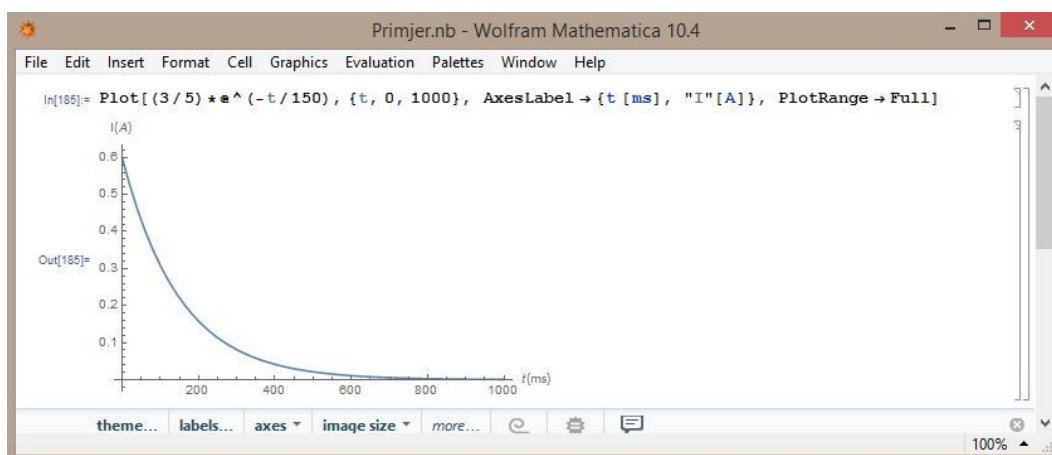 Primjer.nb - Wolfram Mathematica 10.4
File Edit Insert Format Cell Graphics Evaluation Palettes Window Help
In[185]:= Plot[(3/5)*ⅇ^(-t/150), {t, 0, 1000}, AxesLabel→{t[ms], "I"[A]}, PlotRange→Full]
I(A)
0.6
0.5
0.4
Out[185]=
0.3
0.2
0.1
200 400 600 800 1000 t(ms)
theme... labels... axes image size more...
100%